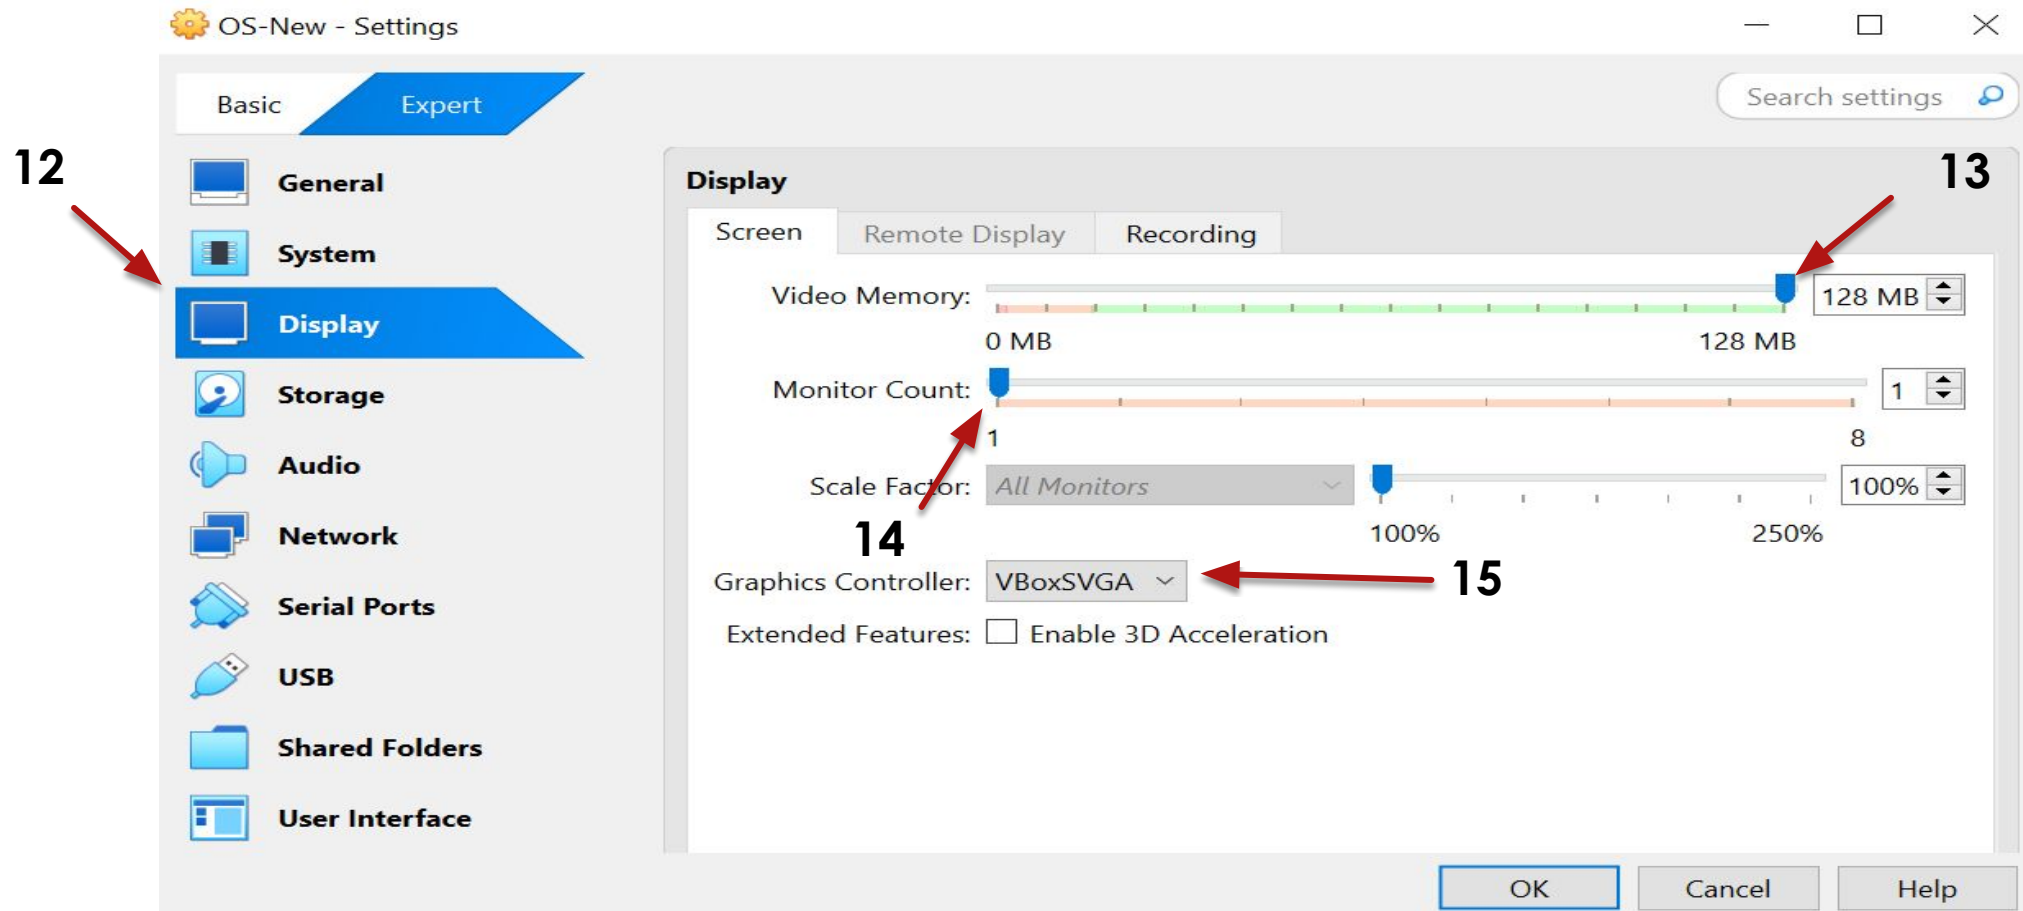 OS-New - Settings
Basic
Expert
Search settings
12
13
General
System
Display
Storage
Audio
Network
Serial Ports
USB
Shared Folders
User Interface
Display
Screen
Remote Display
Recording
Video Memory:
128 MB
0 MB
128 MB
Monitor Count:
1
1
8
Scale Factor:
All Monitors
100%
100%
250%
14
Graphics Controller:
VBoxSVGA
15
Extended Features:
Enable 3D Acceleration
OK
Cancel
Help